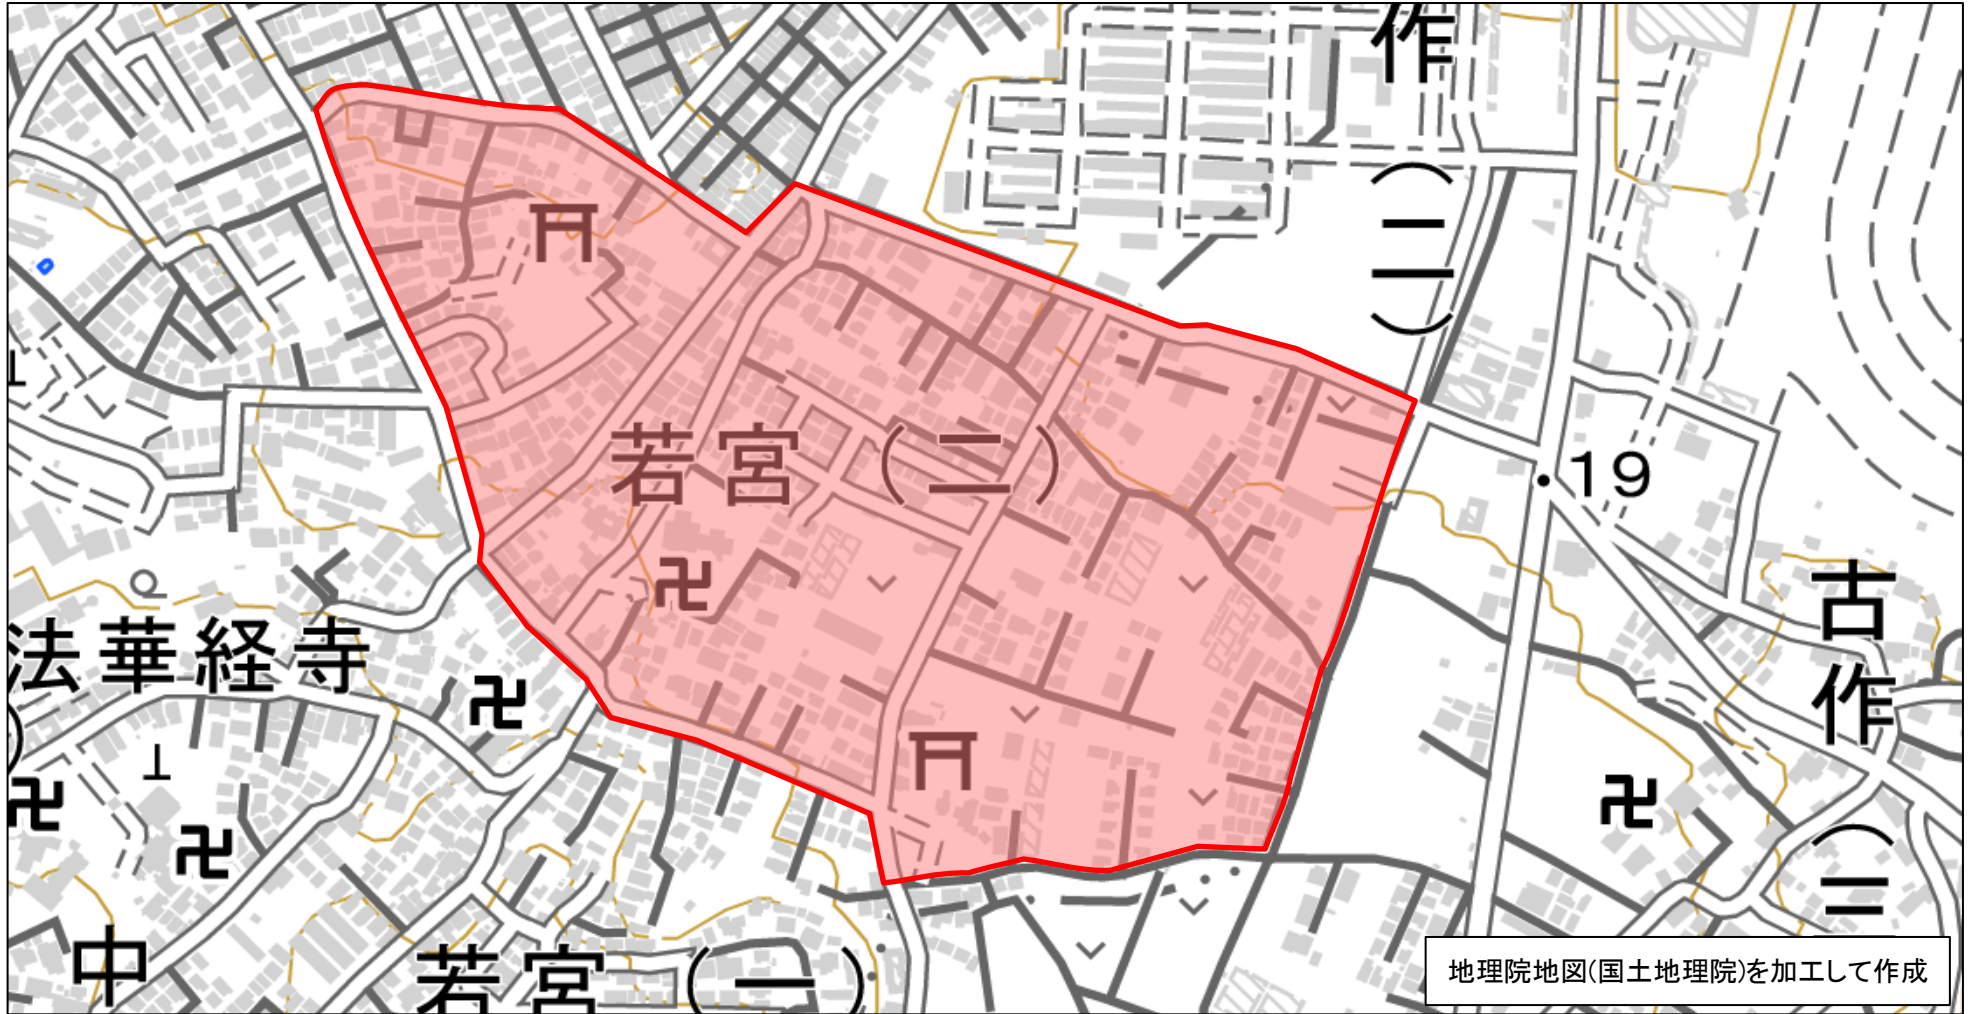 作(二)
19
若宮(三)
古作(三)
法華経寺
中
若宮(一)
地理院地図(国土地理院)を加工して作成